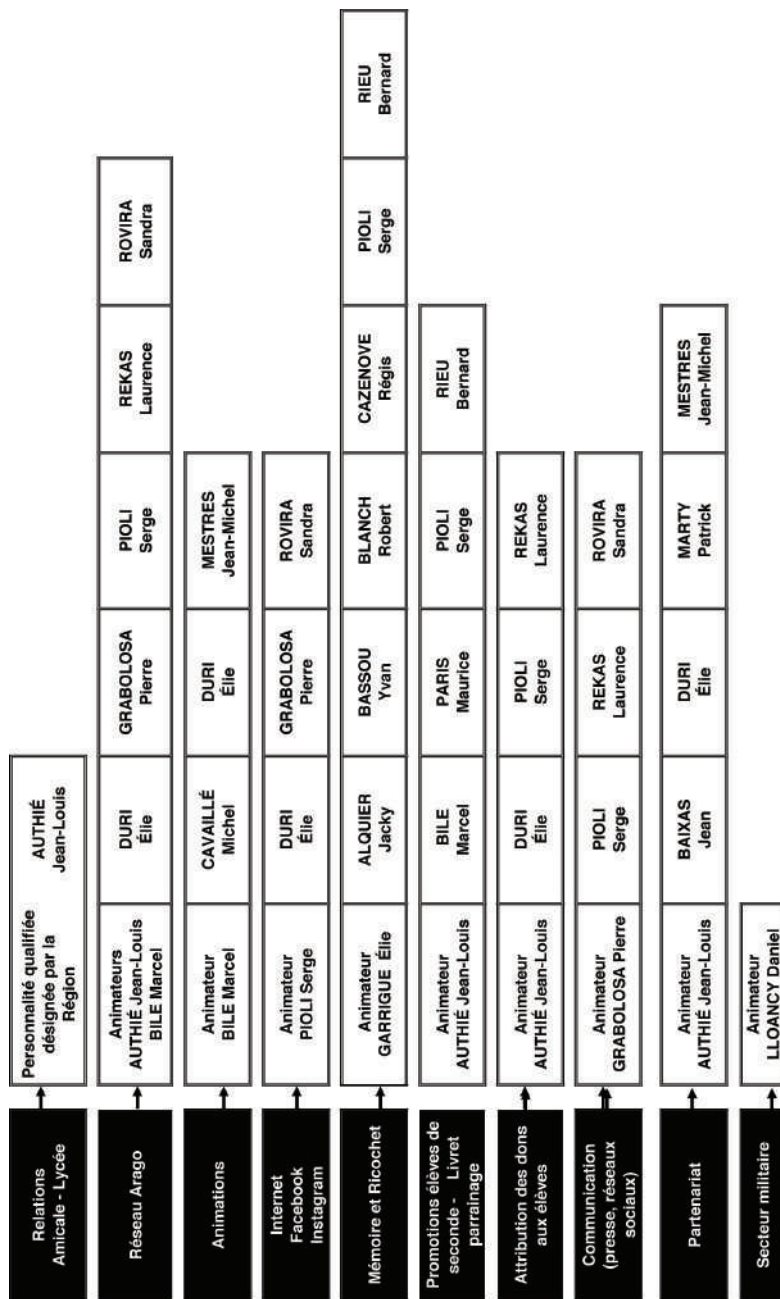 Relations
Amicale - Lycée
Personnalité qualifiée
désignée par la
Région
AUTHIÉ
Jean-Louis
Réseau Arago
Animateurs
AUTHIÉ Jean-Louis
BILE Marcel
DURI
Élie
GRABOLOSA
Pierre
PIOLI
Serge
REKAS
Laurence
ROVIRA
Sandra
Animations
Animateur
BILE Marcel
CAVAILLÉ
Michel
DURI
Élie
MESTRES
Jean-Michel
Internet
Facebook
Instagram
Animateur
PIOLI Serge
DURI
Élie
GRABOLOSA
Pierre
ROVIRA
Sandra
Mémoire et Ricochet
Animateur
GARRIGUE Élie
ALQUIER
Jacky
BASSOU
Yvan
BLANCH
Robert
CAZENOVE
Régis
PIOLI
Serge
RIEU
Bernard
Promotions élèves de
seconde - Livret
parrainage
Animateur
AUTHIÉ Jean-Louis
BILE
Marcel
PARIS
Maurice
PIOLI
Serge
RIEU
Bernard
Attribution des dons
aux élèves
Animateur
AUTHIÉ Jean-Louis
DURI
Élie
PIOLI
Serge
REKAS
Laurence
Communication
(presse, réseaux
sociaux)
Animateur
GRABOLOSA Pierre
PIOLI
Serge
REKAS
Laurence
ROVIRA
Sandra
Partenariat
Animateur
AUTHIÉ Jean-Louis
BAIXAS
Jean
DURI
Élie
MARTY
Patrick
MESTRES
Jean-Michel
Secteur militaire
Animateur
LLOANCY Daniel